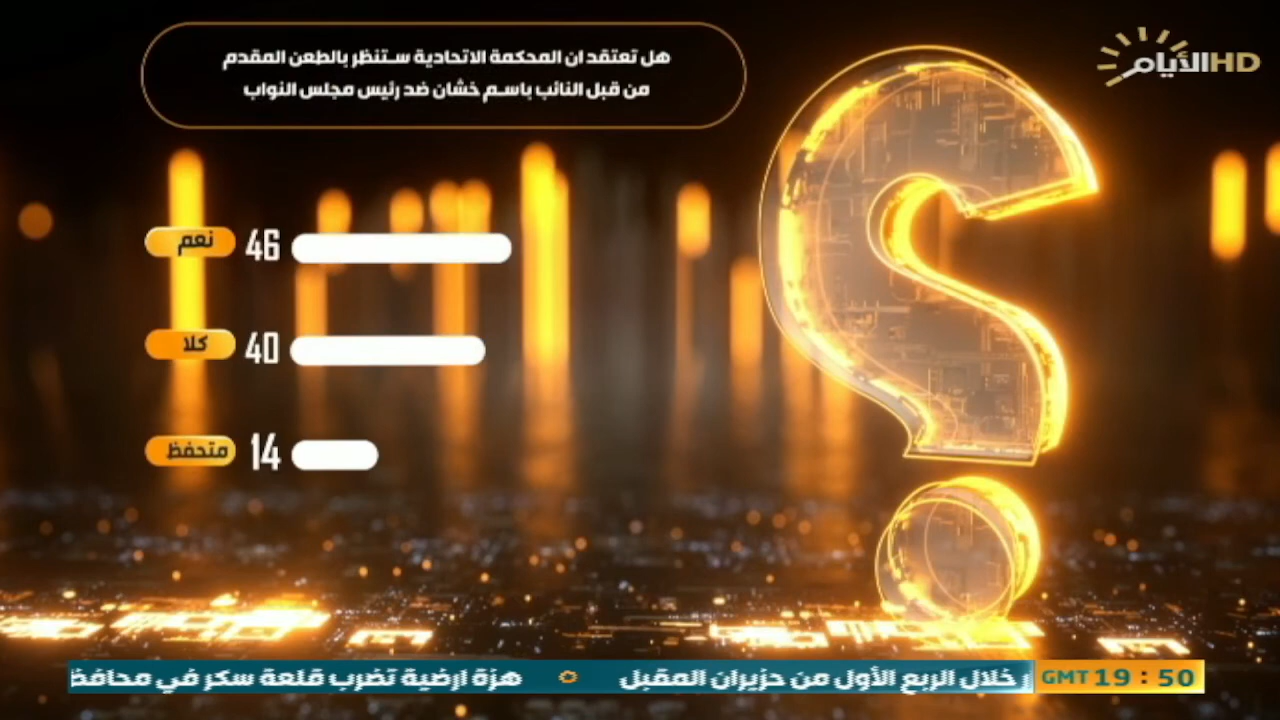 هل تعتقد ان المحكمة الاتحادية ستنظر بالطعن المقدم
من قبل النائب باسم خشان ضد رئيس مجلس النواب
الأيام HD
نعم 46
كلا 40
متحفظ 14
خلال الربع الأول من حزيران المقبل
هزة ارضية تضرب قلعة سكر في
GMT 19 : 50